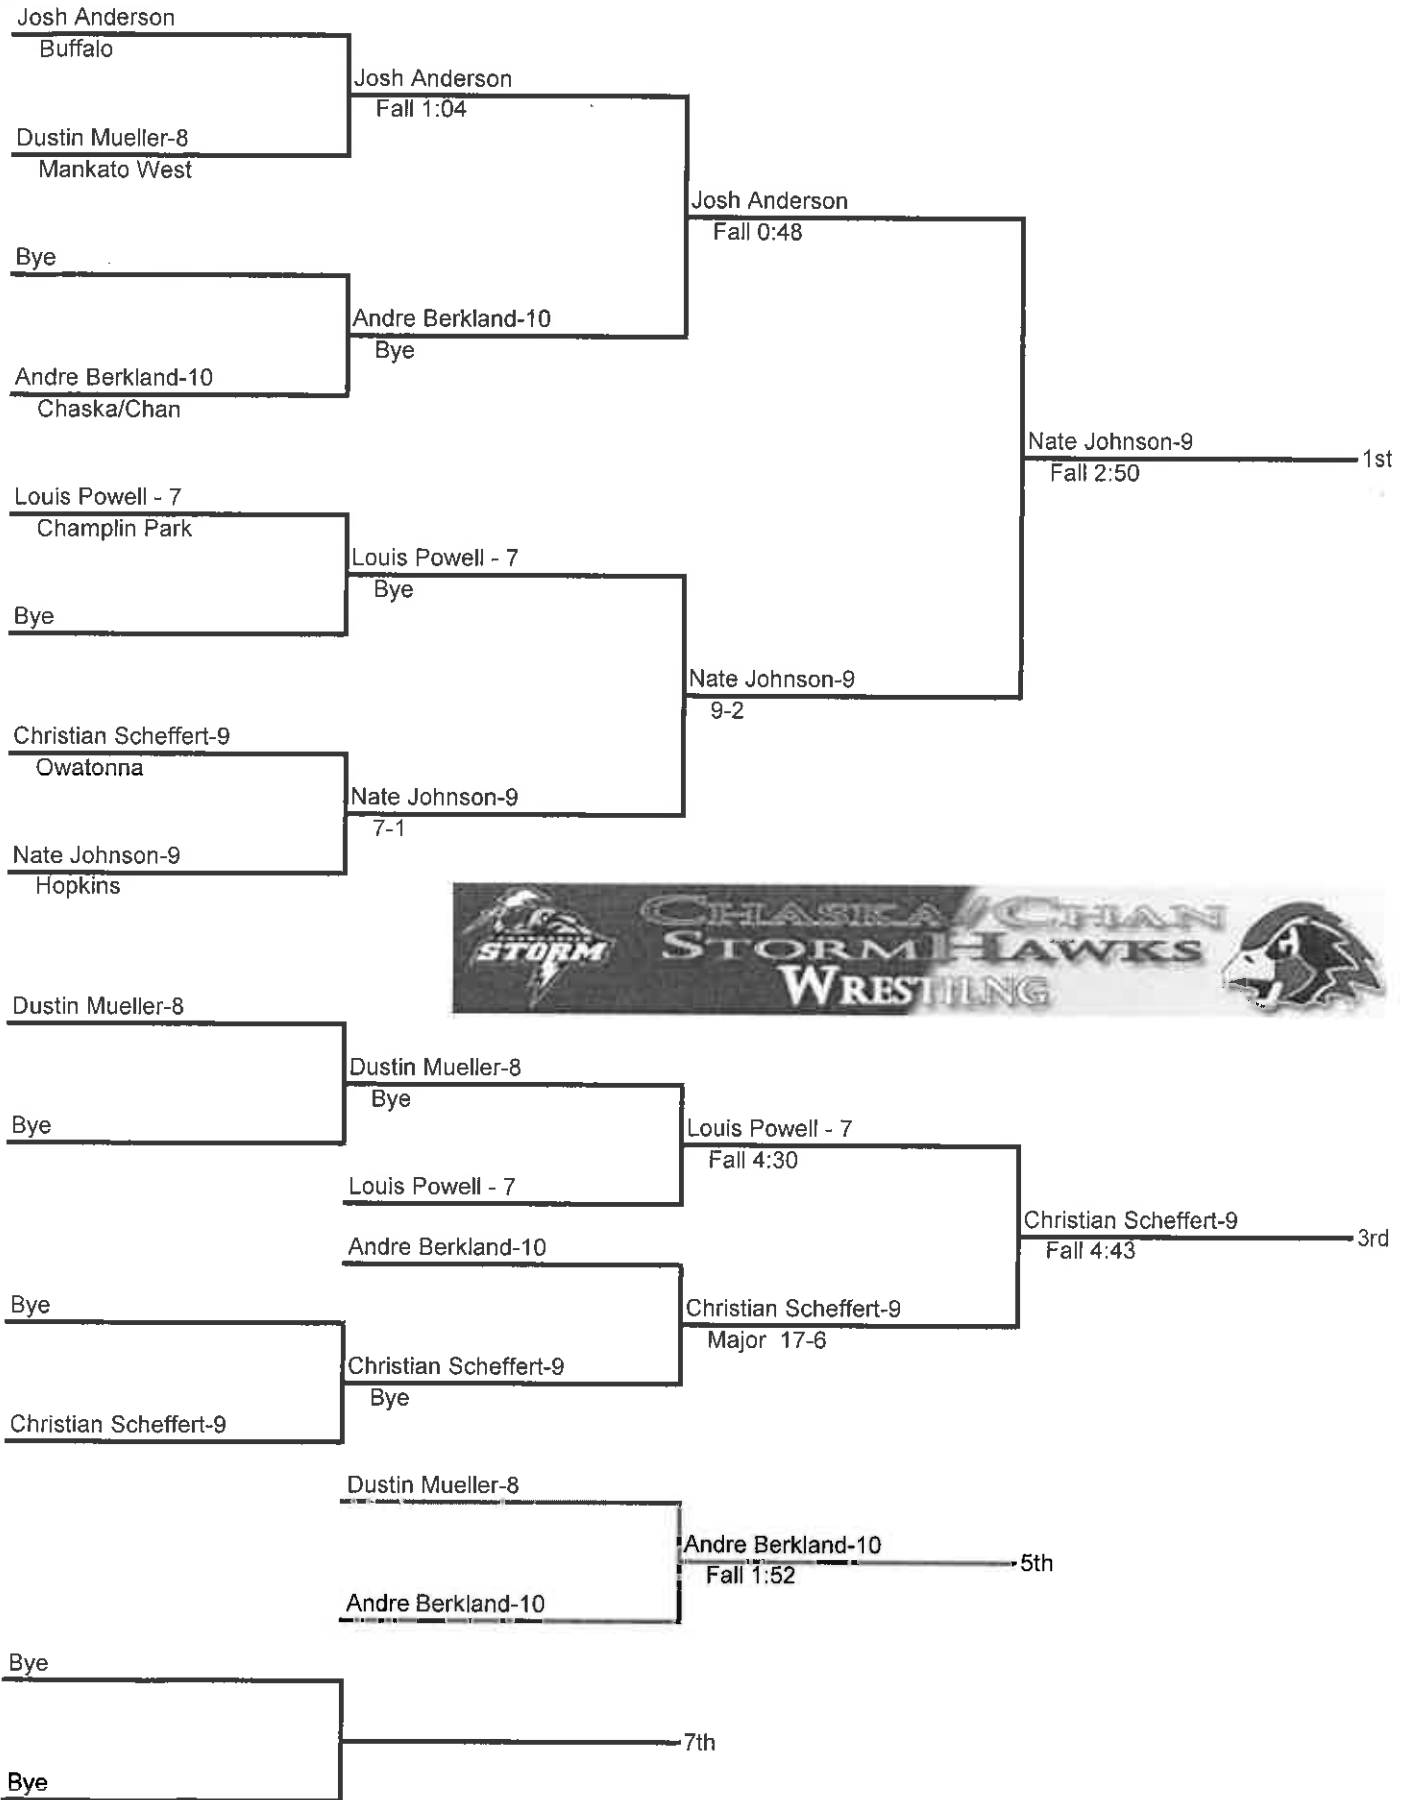 Josh Anderson
Buffalo
Josh Anderson
Fall 1:04
Dustin Mueller-8
Mankato West
Josh Anderson
Fall 0:48
Bye
Andre Berkland-10
Bye
Andre Berkland-10
Chaska/Chan
Nate Johnson-9
1st
Fall 2:50
Louis Powell - 7
Champlin Park
Louis Powell - 7
Bye
Bye
Nate Johnson-9
9-2
Christian Scheffert-9
Owatonna
Nate Johnson-9
7-1
Nate Johnson-9
Hopkins
STORM
CHASKA/CHAN
STORMHAWKS
WRESTLING
Dustin Mueller-8
Dustin Mueller-8
Bye
Bye
Louis Powell - 7
Fall 4:30
Louis Powell - 7
Christian Scheffert-9
3rd
Fall 4:43
Andre Berkland-10
Bye
Christian Scheffert-9
Major 17-6
Christian Scheffert-9
Bye
Christian Scheffert-9
Dustin Mueller-8
Andre Berkland-10
5th
Fall 1:52
Andre Berkland-10
Bye
7th
Bye